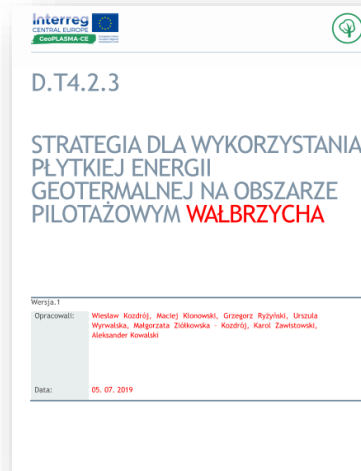 Interreg
CENTRAL EUROPE
GeoPLASMA-CE
D.T4.2.3
STRATEGIA DLA WYKORZYSTANIA
PŁYTKIEJ ENERGII
GEOTERMALNEJ NA OBSZARZE
PILOTAŻOWYM WAŁBRZYCHA
Wersja.1
Opracowali: Wiesław Kozdrój, Maciej Kłonowski, Grzegorz Ryżyński, Urszula
Wyrwalska, Małgorzata Ziółkowska - Kozdrój, Karol Zawistowski,
Aleksander Kowalski
Data: 05. 07. 2019